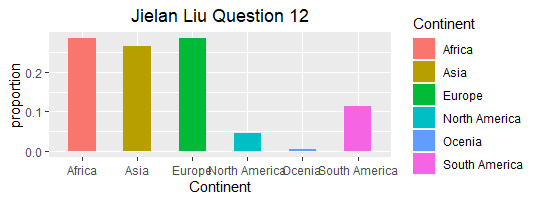 Jielan Liu Question 12
proportion
0.2
0.1
0.0
Africa Asia Europe North America Ocenia South America
Continent
Continent
Africa
Asia
Europe
North America
Ocenia
South America